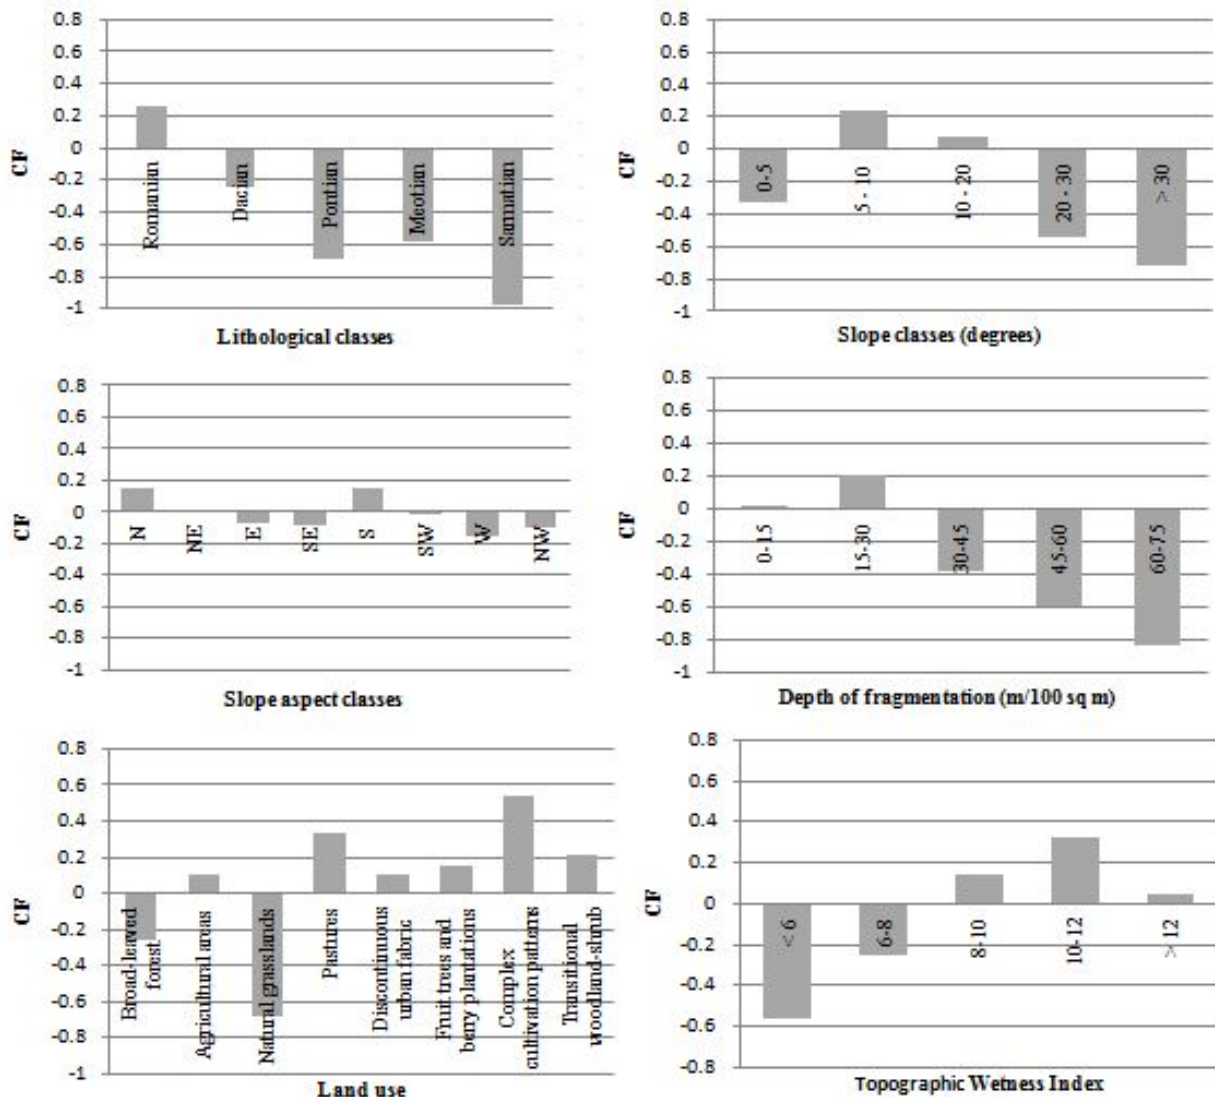 0.8
0.6
0.4
0.2
0
-0.2
-0.4
-0.6
-0.8
-1
CF
Romanian
Dacian
Pontian
Meotian
Sarmatian
Lithological classes
0.8
0.6
0.4
0.2
0
-0.2
-0.4
-0.6
-0.8
-1
CF
0-5
5 - 10
10 - 20
20 - 30
> 30
Slope classes (degrees)
0.8
0.6
0.4
0.2
0
-0.2
-0.4
-0.6
-0.8
-1
CF
N
NE
E
SE
S
SW
W
NW
Slope aspect classes
0.8
0.6
0.4
0.2
0
-0.2
-0.4
-0.6
-0.8
-1
CF
0-15
15-30
30-45
45-60
60-75
Depth of fragmentation (m/100 sq m)
0.8
0.6
0.4
0.2
0
-0.2
-0.4
-0.6
-0.8
-1
CF
Broad-leaved
forest
Agricultural areas
Natural grasslands
Pastures
Discontinuous
urban fabric
Fruit trees and
berry plantations
Complex
cultivation pattens
Transitional
woodland-shrub
Land use
0.8
0.6
0.4
0.2
0
-0.2
-0.4
-0.6
-0.8
CF
< 6
6-8
8-10
10-12
> 12
Topographic Wetness Index